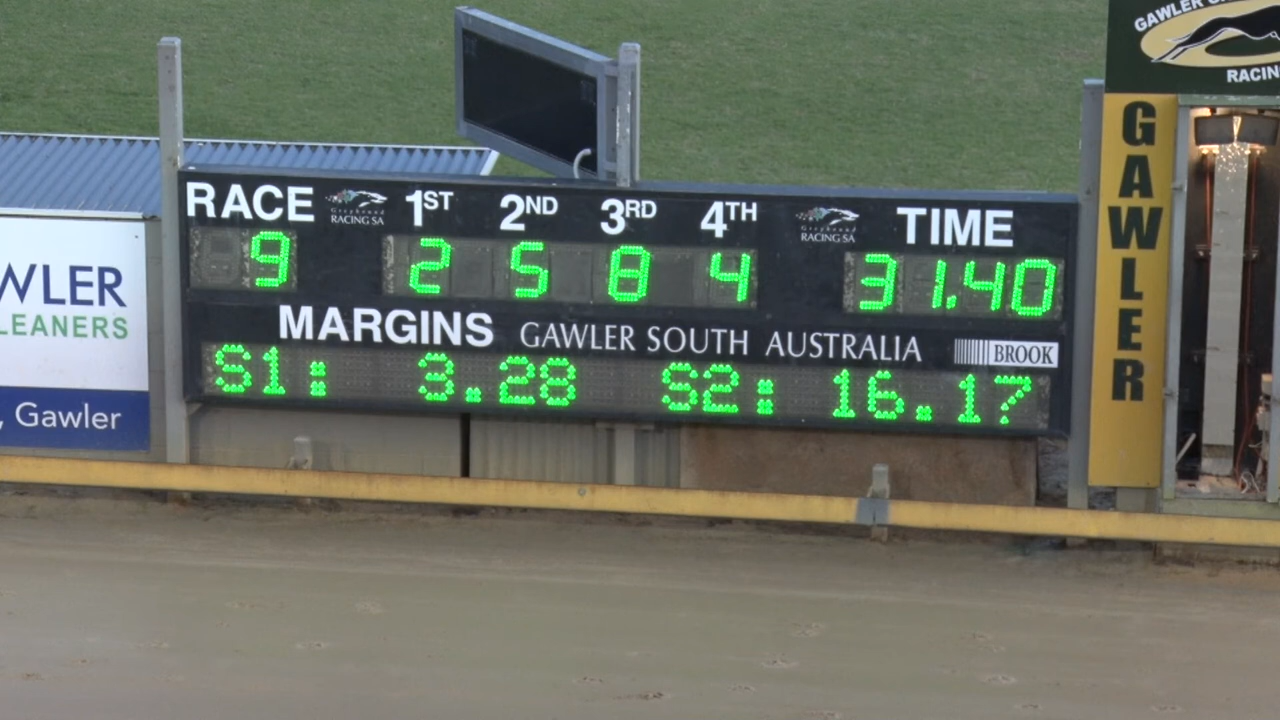 GAWLER
RACIN
RACE 1ST 2ND 3RD 4TH TIME
Greyhound
RACING SA
Greyhound
RACING SA
9 2 5 8 4 31.40
MARGINS GAWLER SOUTH AUSTRALIA BROOK
S1: 3.28 S2: 16.17
WLER
LEANERS
, Gawler
GAWLER